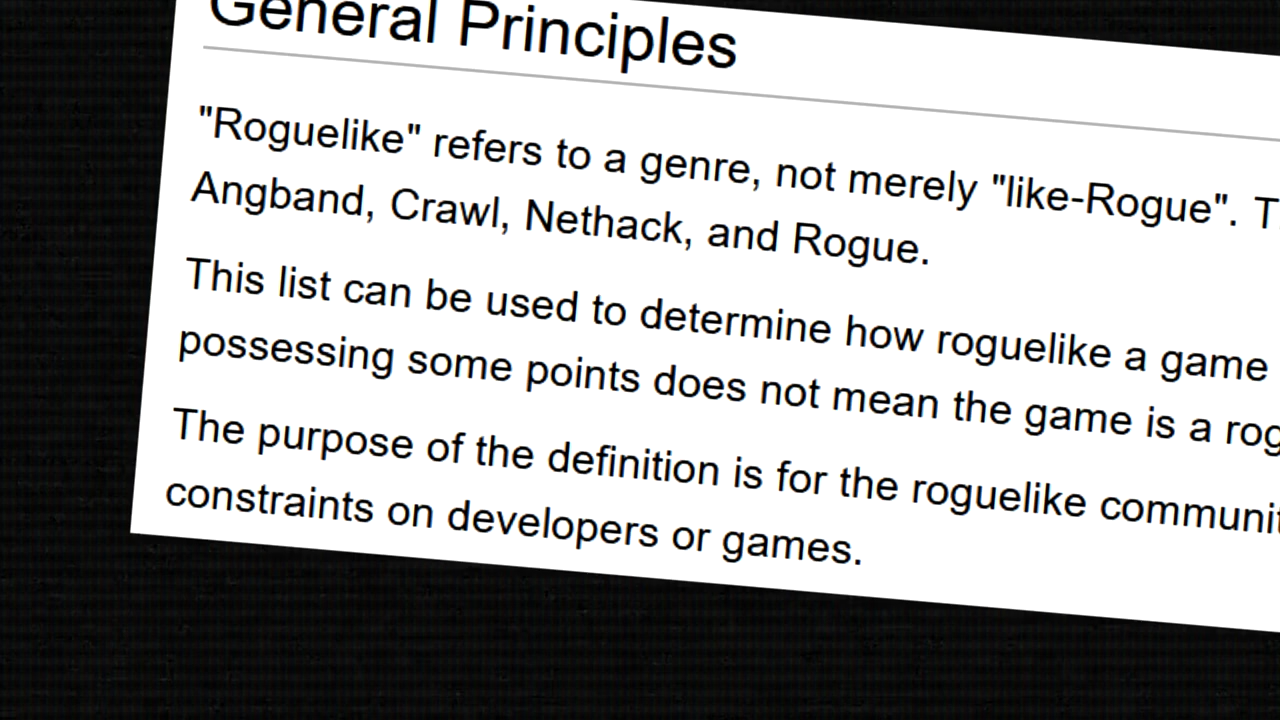 General Principles
"Roguelike" refers to a genre, not merely "like-Rogue".
Angband, Crawl, Nethack, and Rogue.
This list can be used to determine how roguelike a game
possessing some points does not mean the game is a
The purpose of the definition is for the roguelike
constraints on developers or games.